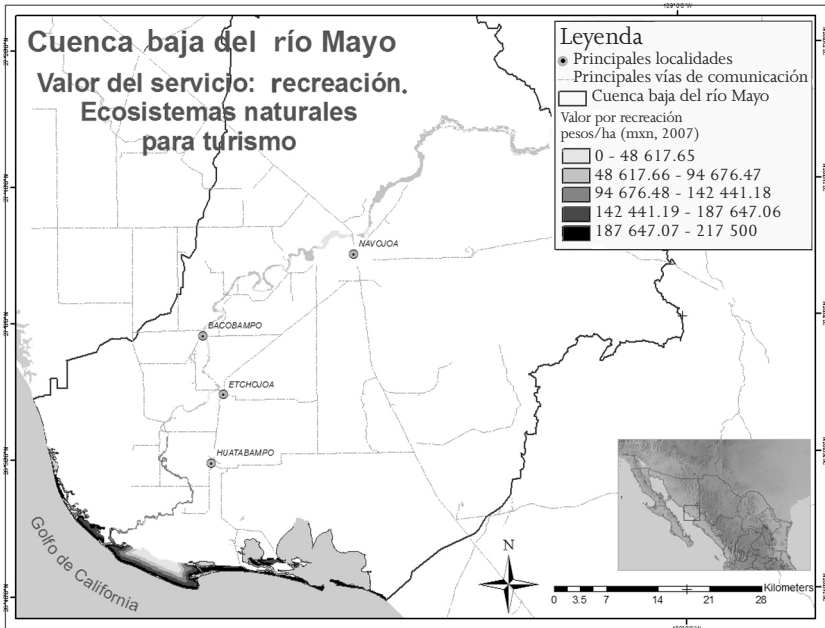 Cuenca baja del río Mayo
Valor del servicio: recreación.
Ecosistemas naturales
para turismo
Leyenda
Principales localidades
Principales vías de comunicación
Cuenca baja del río Mayo
Valor por recreación
pesos/ha (mxn, 2007)
0 - 48 617.65
48 617.66 - 94 676.47
94 676.48 - 142 441.18
142 441.19 - 187 647.06
187 647.07 - 217 500
NAVOJOA
BACOBAMPO
ETCHOJOA
HUATABAMPO
Golfo de California
N
Kilometers
0 3.5 7 14 21 28